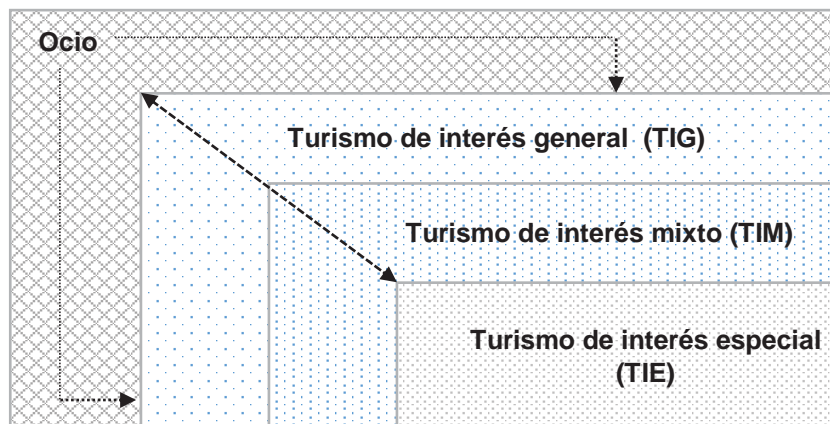 Ocio
Turismo de interés general (TIG)
Turismo de interés mixto (TIM)
Turismo de interés especial
(TIE)